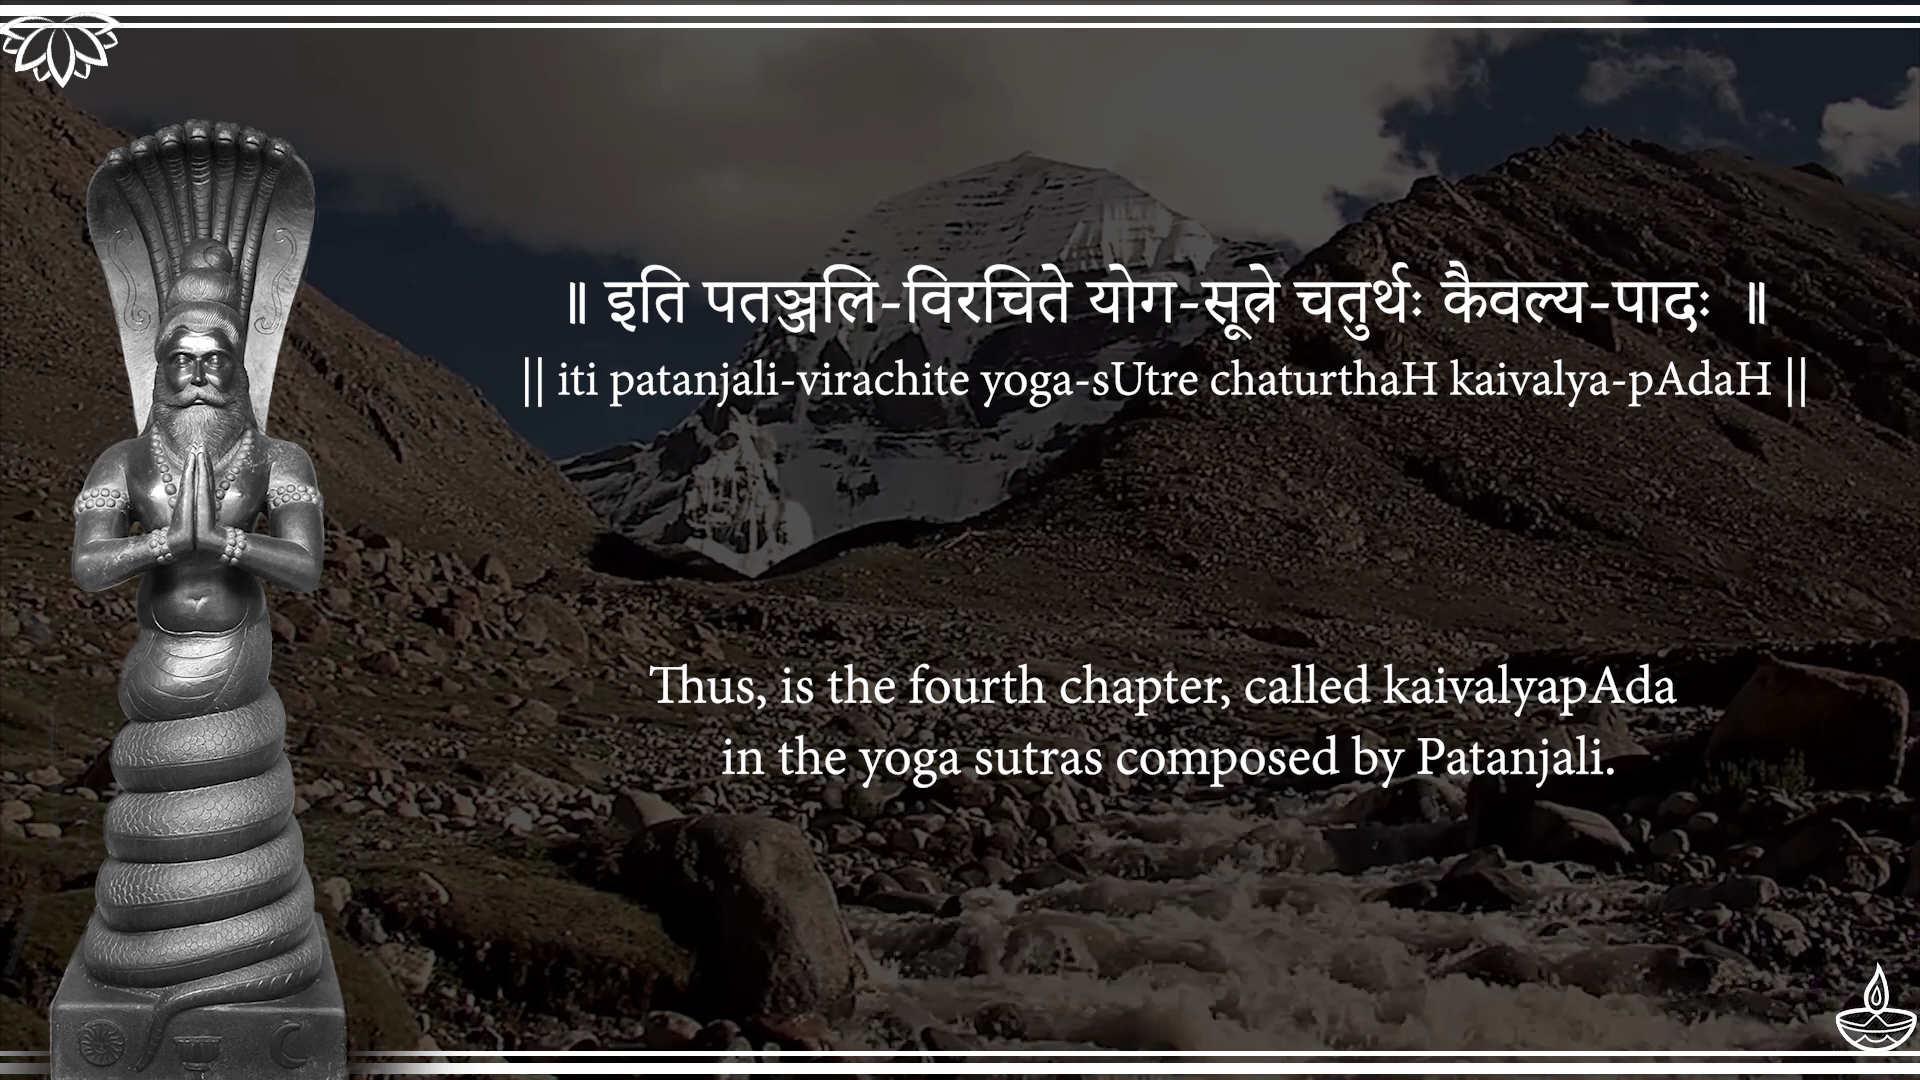 ॥ इति पतञ्जलि-विरचिते योग-सूत्रे चतुर्थः कैवल्य-पादः ॥
|| iti patanjali-virachite yoga-sUtre chaturthaH kaivalya-pAdaH ||
Thus, is the fourth chapter, called kaivalyapAda
in the yoga sutras composed by Patanjali.